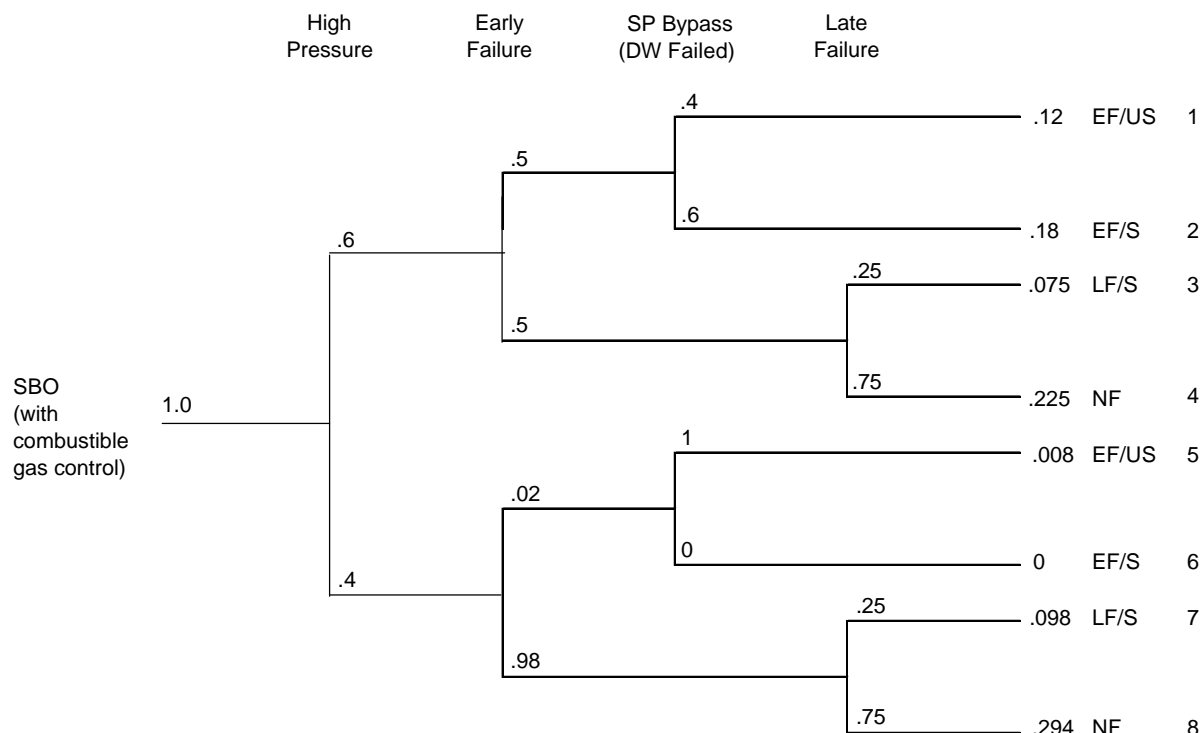 High Pressure
Early Failure
SP Bypass (DW Failed)
Late Failure
.4
.12 EF/US 1
.5
.6
.18 EF/S 2
.6
.25
.075 LF/S 3
.5
.75
.225 NF 4
SBO
(with
combustible
gas control)
1.0
1
.008 EF/US 5
.02
0
0 EF/S 6
.4
.25
.098 LF/S 7
.98
.75
.294 NF 8